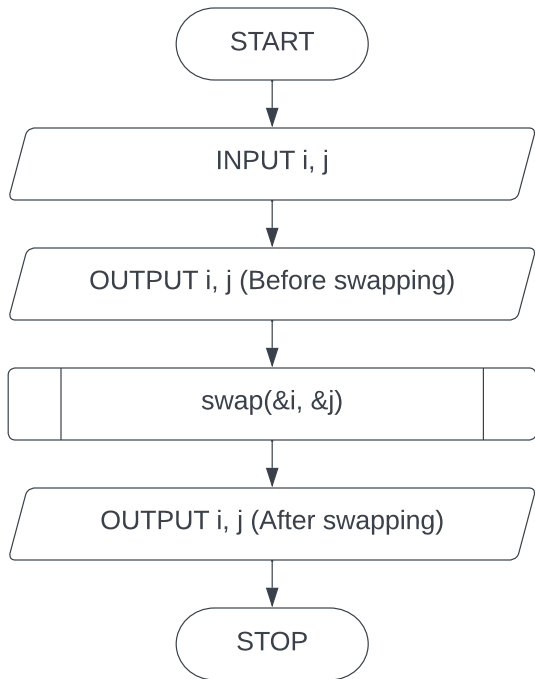 START
INPUT i, j
OUTPUT i, j (Before swapping)
swap(&i, &j)
OUTPUT i, j (After swapping)
STOP